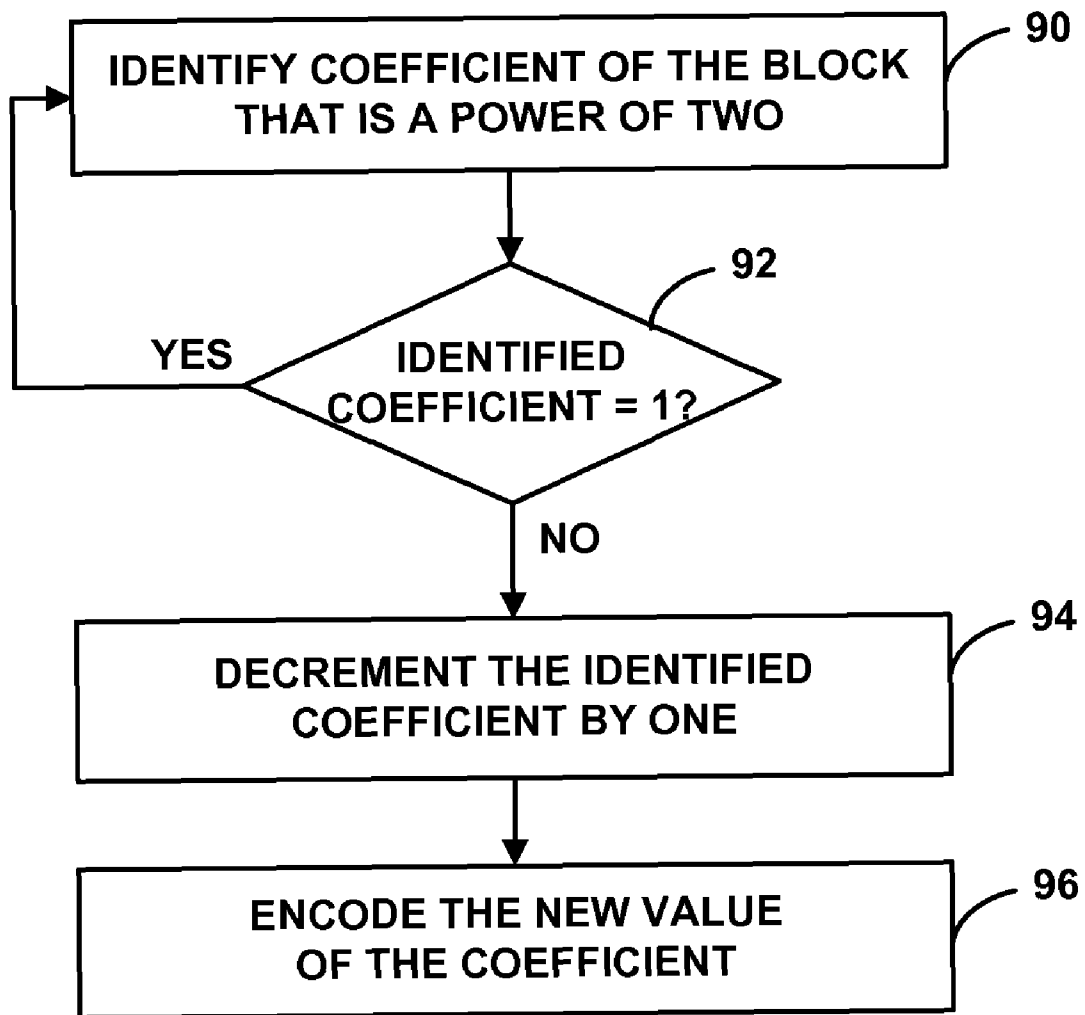 90
IDENTIFY COEFFICIENT OF THE BLOCK
THAT IS A POWER OF TWO
92
YES
IDENTIFIED
COEFFICIENT = 1?
NO
94
DECREMENT THE IDENTIFIED
COEFFICIENT BY ONE
96
ENCODE THE NEW VALUE
OF THE COEFFICIENT